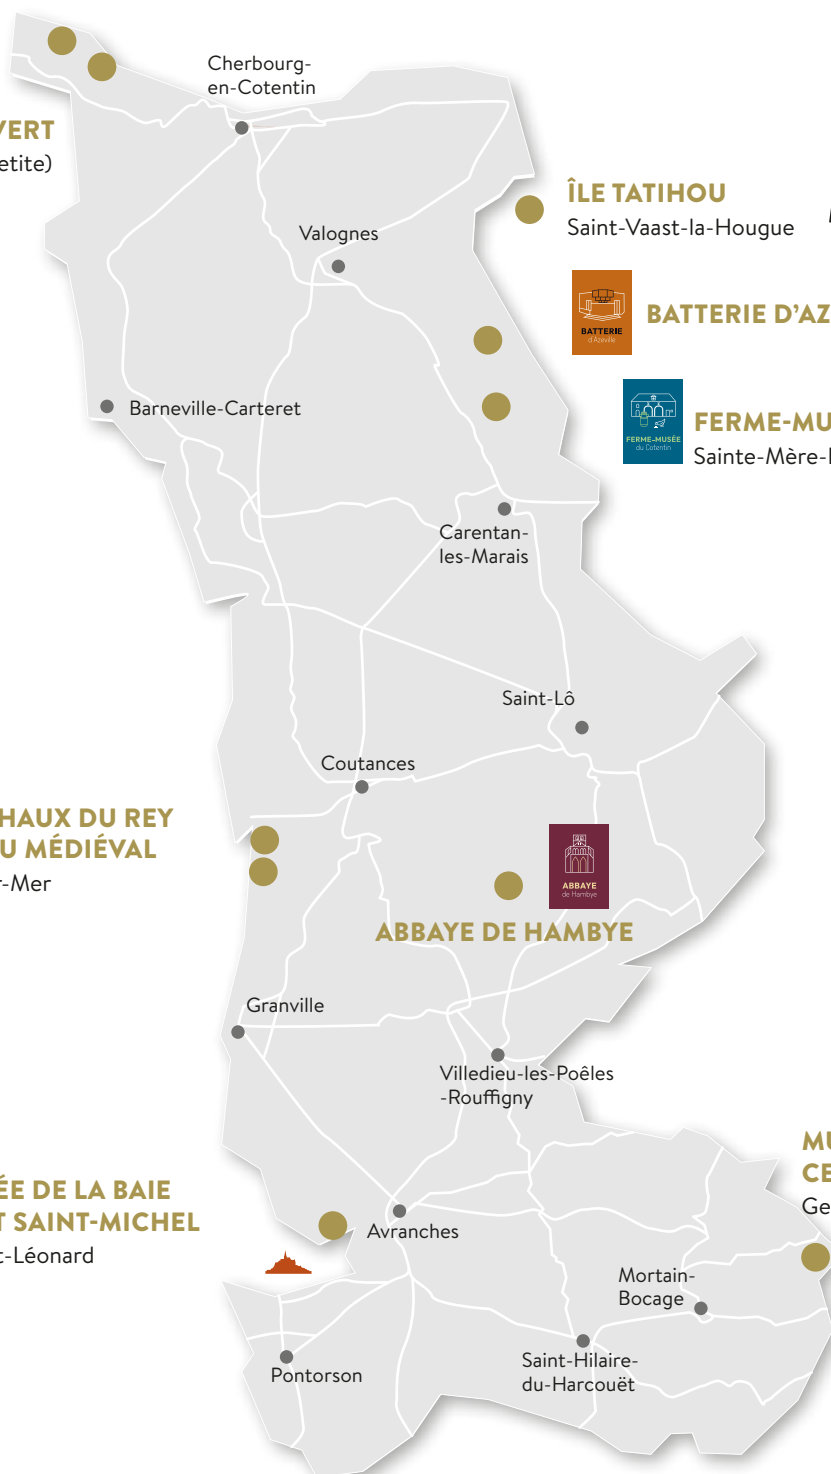 Cherbourg-
en-Cotentin
VERT
etite)
ÎLE TATIHOU
Saint-Vaast-la-Hougue
Valognes
BATTERIE
d'Azeville
BATTERIE D'AZ
Barneville-Carteret
FERME-MUSÉE
du Cotentin
FERME-MU
Sainte-Mère-
Carentan-
les-Marais
Saint-Lô
Coutances
HAUX DU REY
U MÉDIÉVAL
r-Mer
ABBAYE
de Hambye
ABBAYE DE HAMBYE
Granville
Villedieu-les-Poêles
-Rouffigny
ÉE DE LA BAIE
T SAINT-MICHEL
t-Léonard
Avranches
MU
CE
Ge
Mortain-
Bocage
Pontorson
Saint-Hilaire-
du-Harcouët